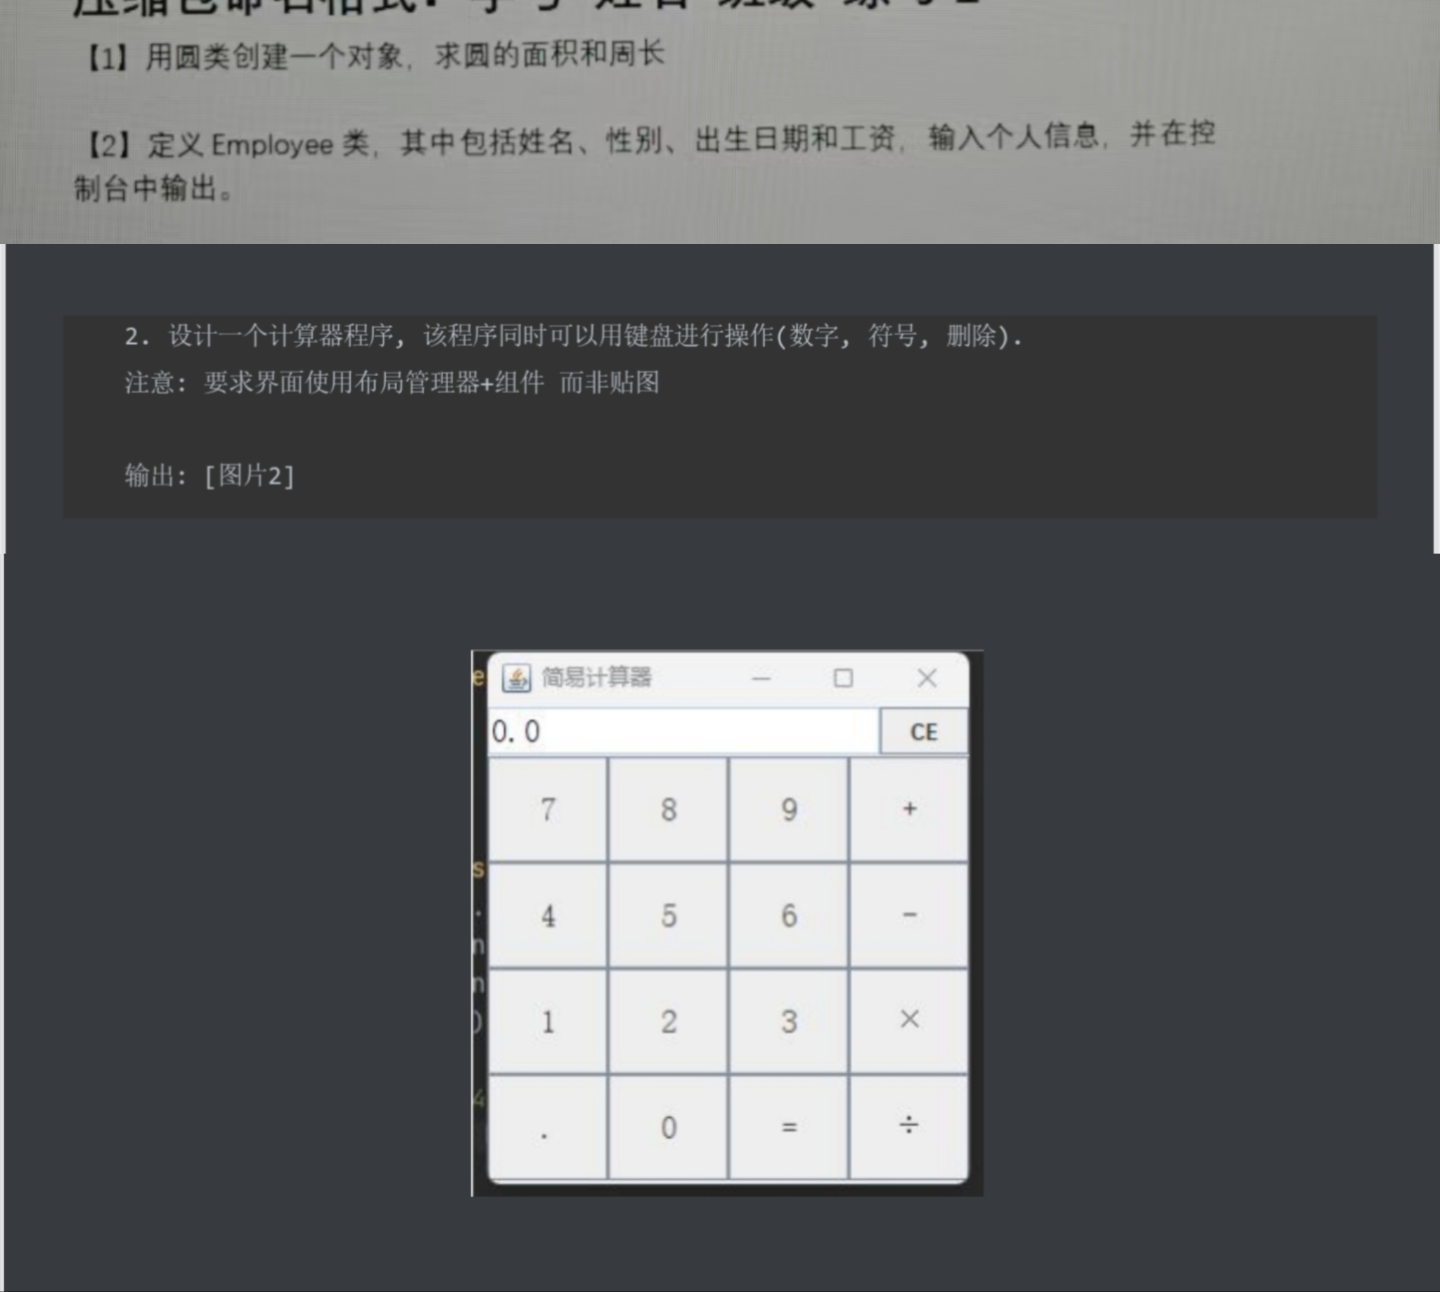 【1】用圆类创建一个对象，求圆的面积和周长
【2】定义 Employee 类，其中包括姓名、性别、出生日期和工资，输入个人信息，并在控
制台中输出。
2. 设计一个计算器程序, 该程序同时可以用键盘进行操作(数字, 符号, 删除).
注意: 要求界面使用布局管理器+组件 而非贴图
输出: [图片2]
简易计算器
0.0 CE
7 8 9 +
4 5 6 -
1 2 3 ×
. 0 = ÷